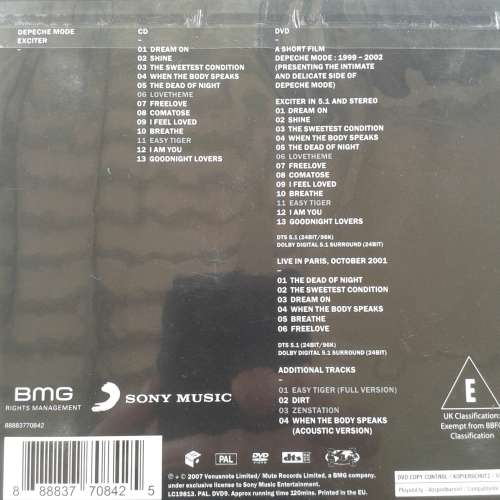 DEPECHE MODE
EXCITER
CD
–
01 DREAM ON
02 SHINE
03 THE SWEETEST CONDITION
04 WHEN THE BODY SPEAKS
05 THE DEAD OF NIGHT
06 LOVETHEME
07 FREELOVE
08 COMATOSE
09 I FEEL LOVED
10 BREATHE
11 EASY TIGER
12 I AM YOU
13 GOODNIGHT LOVERS
DVD
–
A SHORT FILM
DEPECHE MODE : 1999 – 2002
(PRESENTING THE INTIMATE
AND DELICATE SIDE OF
DEPECHE MODE)
EXCITER IN 5.1 AND STEREO
01 DREAM ON
02 SHINE
03 THE SWEETEST CONDITION
04 WHEN THE BODY SPEAKS
05 THE DEAD OF NIGHT
06 LOVETHEME
07 FREELOVE
08 COMATOSE
09 I FEEL LOVED
10 BREATHE
11 EASY TIGER
12 I AM YOU
13 GOODNIGHT LOVERS
DTS 5.1 (24BIT/96K)
DOLBY DIGITAL 5.1 SURROUND (24BIT)
LIVE IN PARIS, OCTOBER 2001
–
01 THE DEAD OF NIGHT
02 THE SWEETEST CONDITION
03 DREAM ON
04 WHEN THE BODY SPEAKS
05 BREATHE
06 FREELOVE
DTS 5.1 (24BIT/96K)
DOLBY DIGITAL 5.1 SURROUND (24BIT)
ADDITIONAL TRACKS
–
01 EASY TIGER (FULL VERSION)
02 DIRT
03 ZENSTATION
04 WHEN THE BODY SPEAKS
(ACOUSTIC VERSION)
BMG
RIGHTS MANAGEMENT
SONY MUSIC
88883770842
E
UK Classification:
Exempt from BBFC
Classification
8 88837 70842 5
PAL
DVD
dts
℗ + © 2007 Venusnote Limited/ Mute Records Limited, a BMG company,
under exclusive license to Sony Music Entertainment.
LC19813. PAL. DVD9. Approx running time 120mins. Printed in the EU.
DVD COPY CONTROL